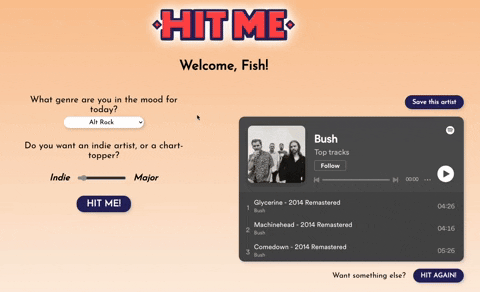 HIT ME
Welcome, Fish!
What genre are you in the mood for
today?
Alt Rock
Do you want an indie artist, or a chart-
topper?
Indie
Major
HIT ME!
Save this artist
Bush
Top tracks
Follow
00:00
1 Glycerine - 2014 Remastered
Bush
04:26
2 Machinehead - 2014 Remastered
Bush
04:16
3 Comedown - 2014 Remastered
Bush
05:26
Want something else?
HIT AGAIN!